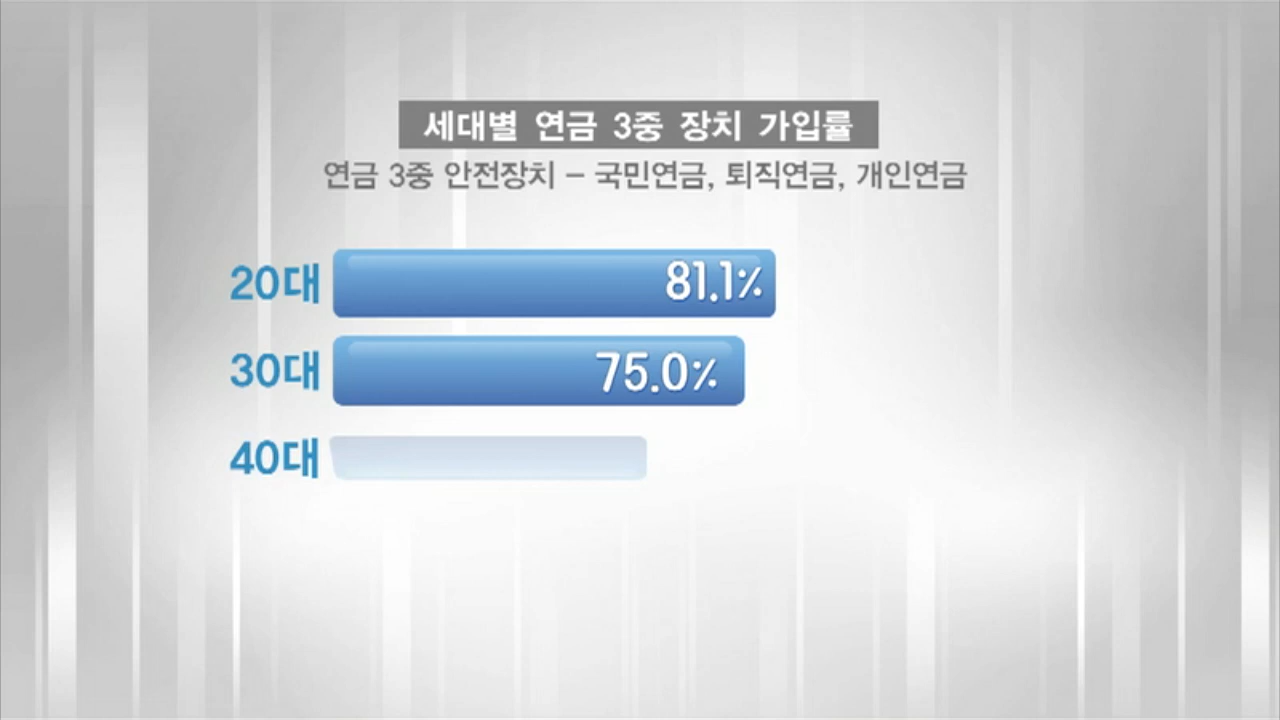 세대별 연금 3중 장치 가입률
연금 3중 안전장치 – 국민연금, 퇴직연금, 개인연금
20대 81.1%
30대 75.0%
40대